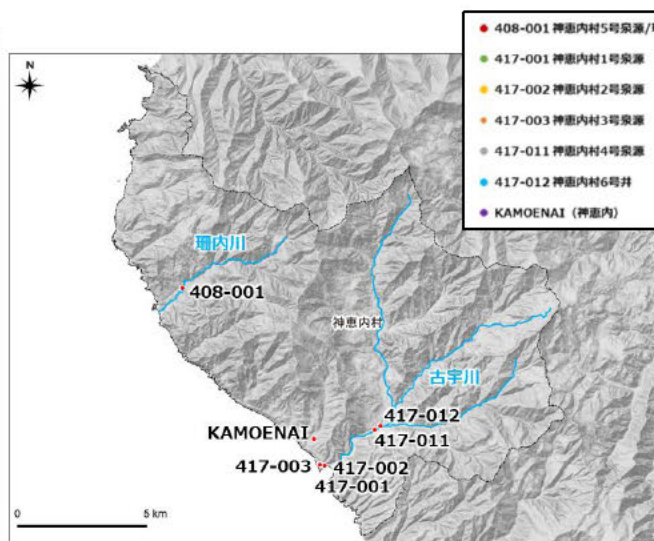 408-001 神恵内村5号泉源/
417-001 神恵内村1号泉源
417-002 神恵内村2号泉源
417-003 神恵内村3号泉源
417-011 神恵内村4号泉源
417-012 神恵内村6号井
KAMOENAI（神恵内）
N
珊内川
408-001
神恵内村
古宇川
417-012
KAMOENAI
417-011
417-003
417-002
417-001
0
5 km